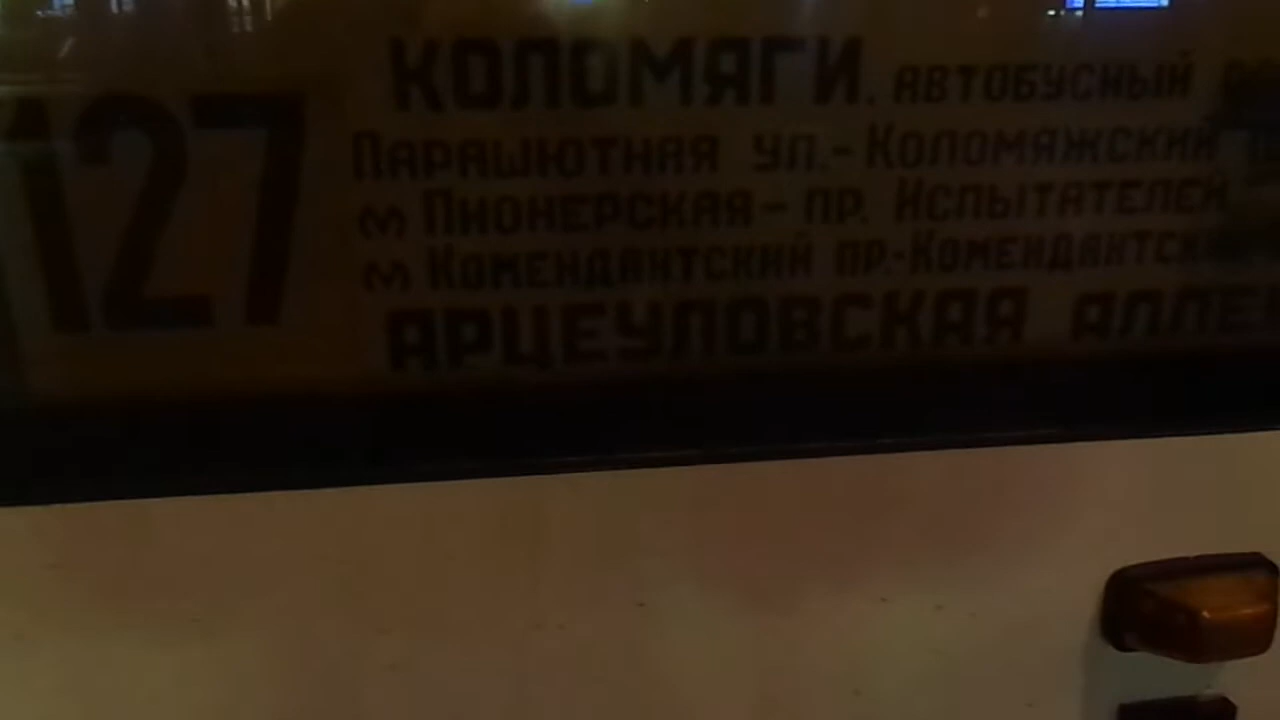 127
КОЛОМЯГИ. АВТОБУСНЫЙ
ПАРАШЮТНАЯ УЛ.- КОЛОМЯЖСКИЙ
(М) ПИОНЕРСКАЯ - ПР. ИСПЫТАТЕЛЕЙ
(М) КОМЕНДАНТСКИЙ ПР.-
АРЦЕУЛОВСКАЯ